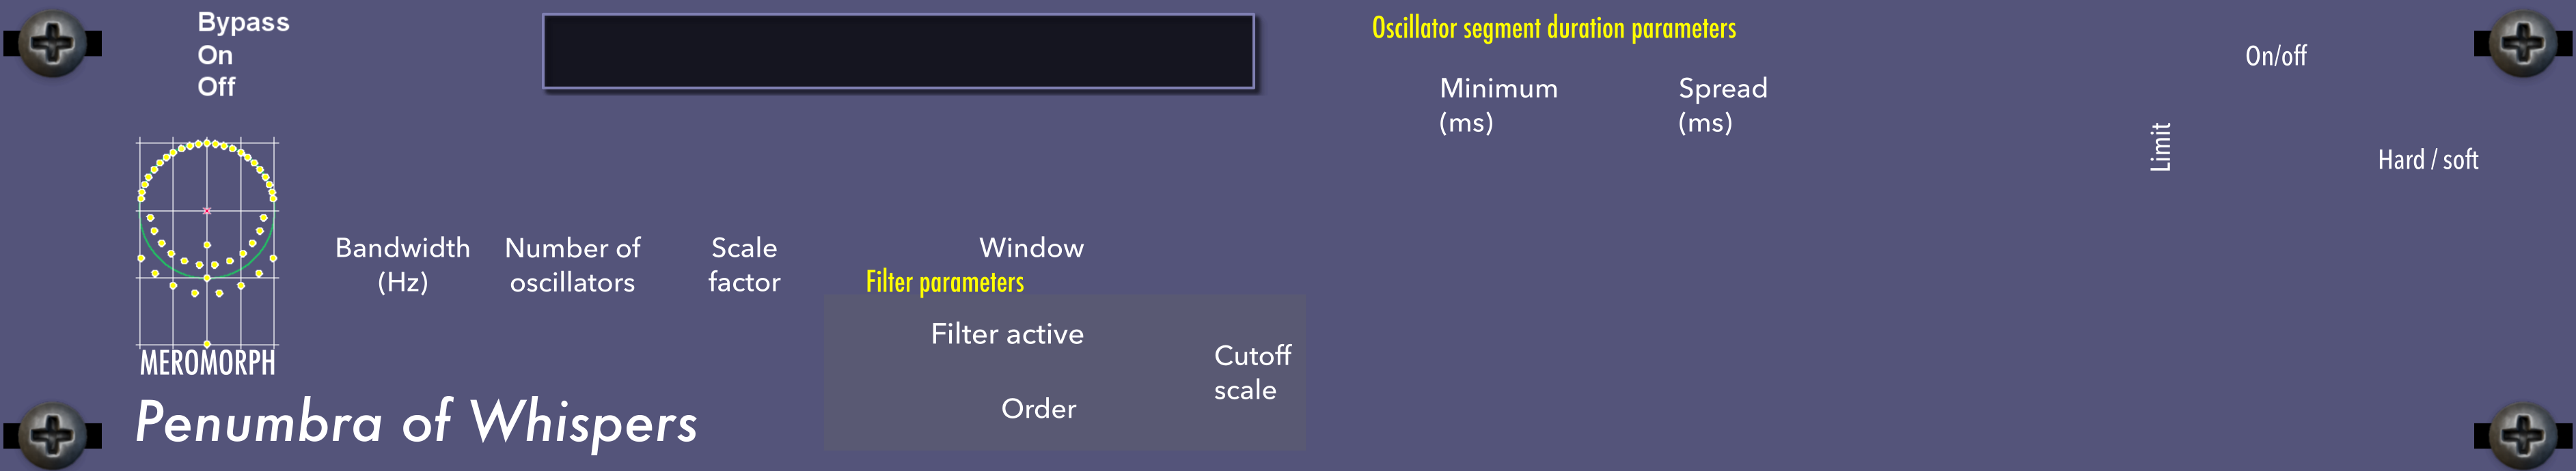 Bypass
On
Off
Oscillator segment duration parameters
Minimum
(ms)
Spread
(ms)
On/off
Limit
Hard / soft
Bandwidth
(Hz)
Number of
oscillators
Scale
factor
Window
Filter parameters
Filter active
Cutoff
scale
Order
MEROMORPH
Penumbra of Whispers